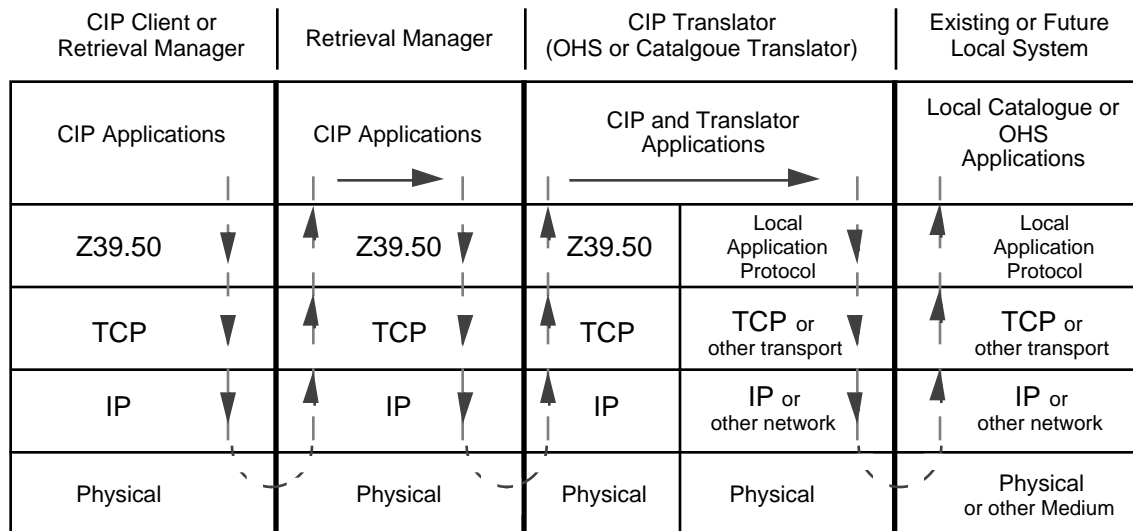 CIP Client or
Retrieval Manager
Retrieval Manager
CIP Translator
(OHS or Catalgoue Translator)
Existing or Future
Local System
CIP Applications
CIP Applications
CIP and Translator
Applications
Local Catalogue or
OHS
Applications
Z39.50
Z39.50
Z39.50
Local
Application
Protocol
Local
Application
Protocol
TCP
TCP
TCP
TCP or
other transport
TCP or
other transport
IP
IP
IP
IP or
other network
IP or
other network
Physical
Physical
Physical
Physical
Physical
or other Medium